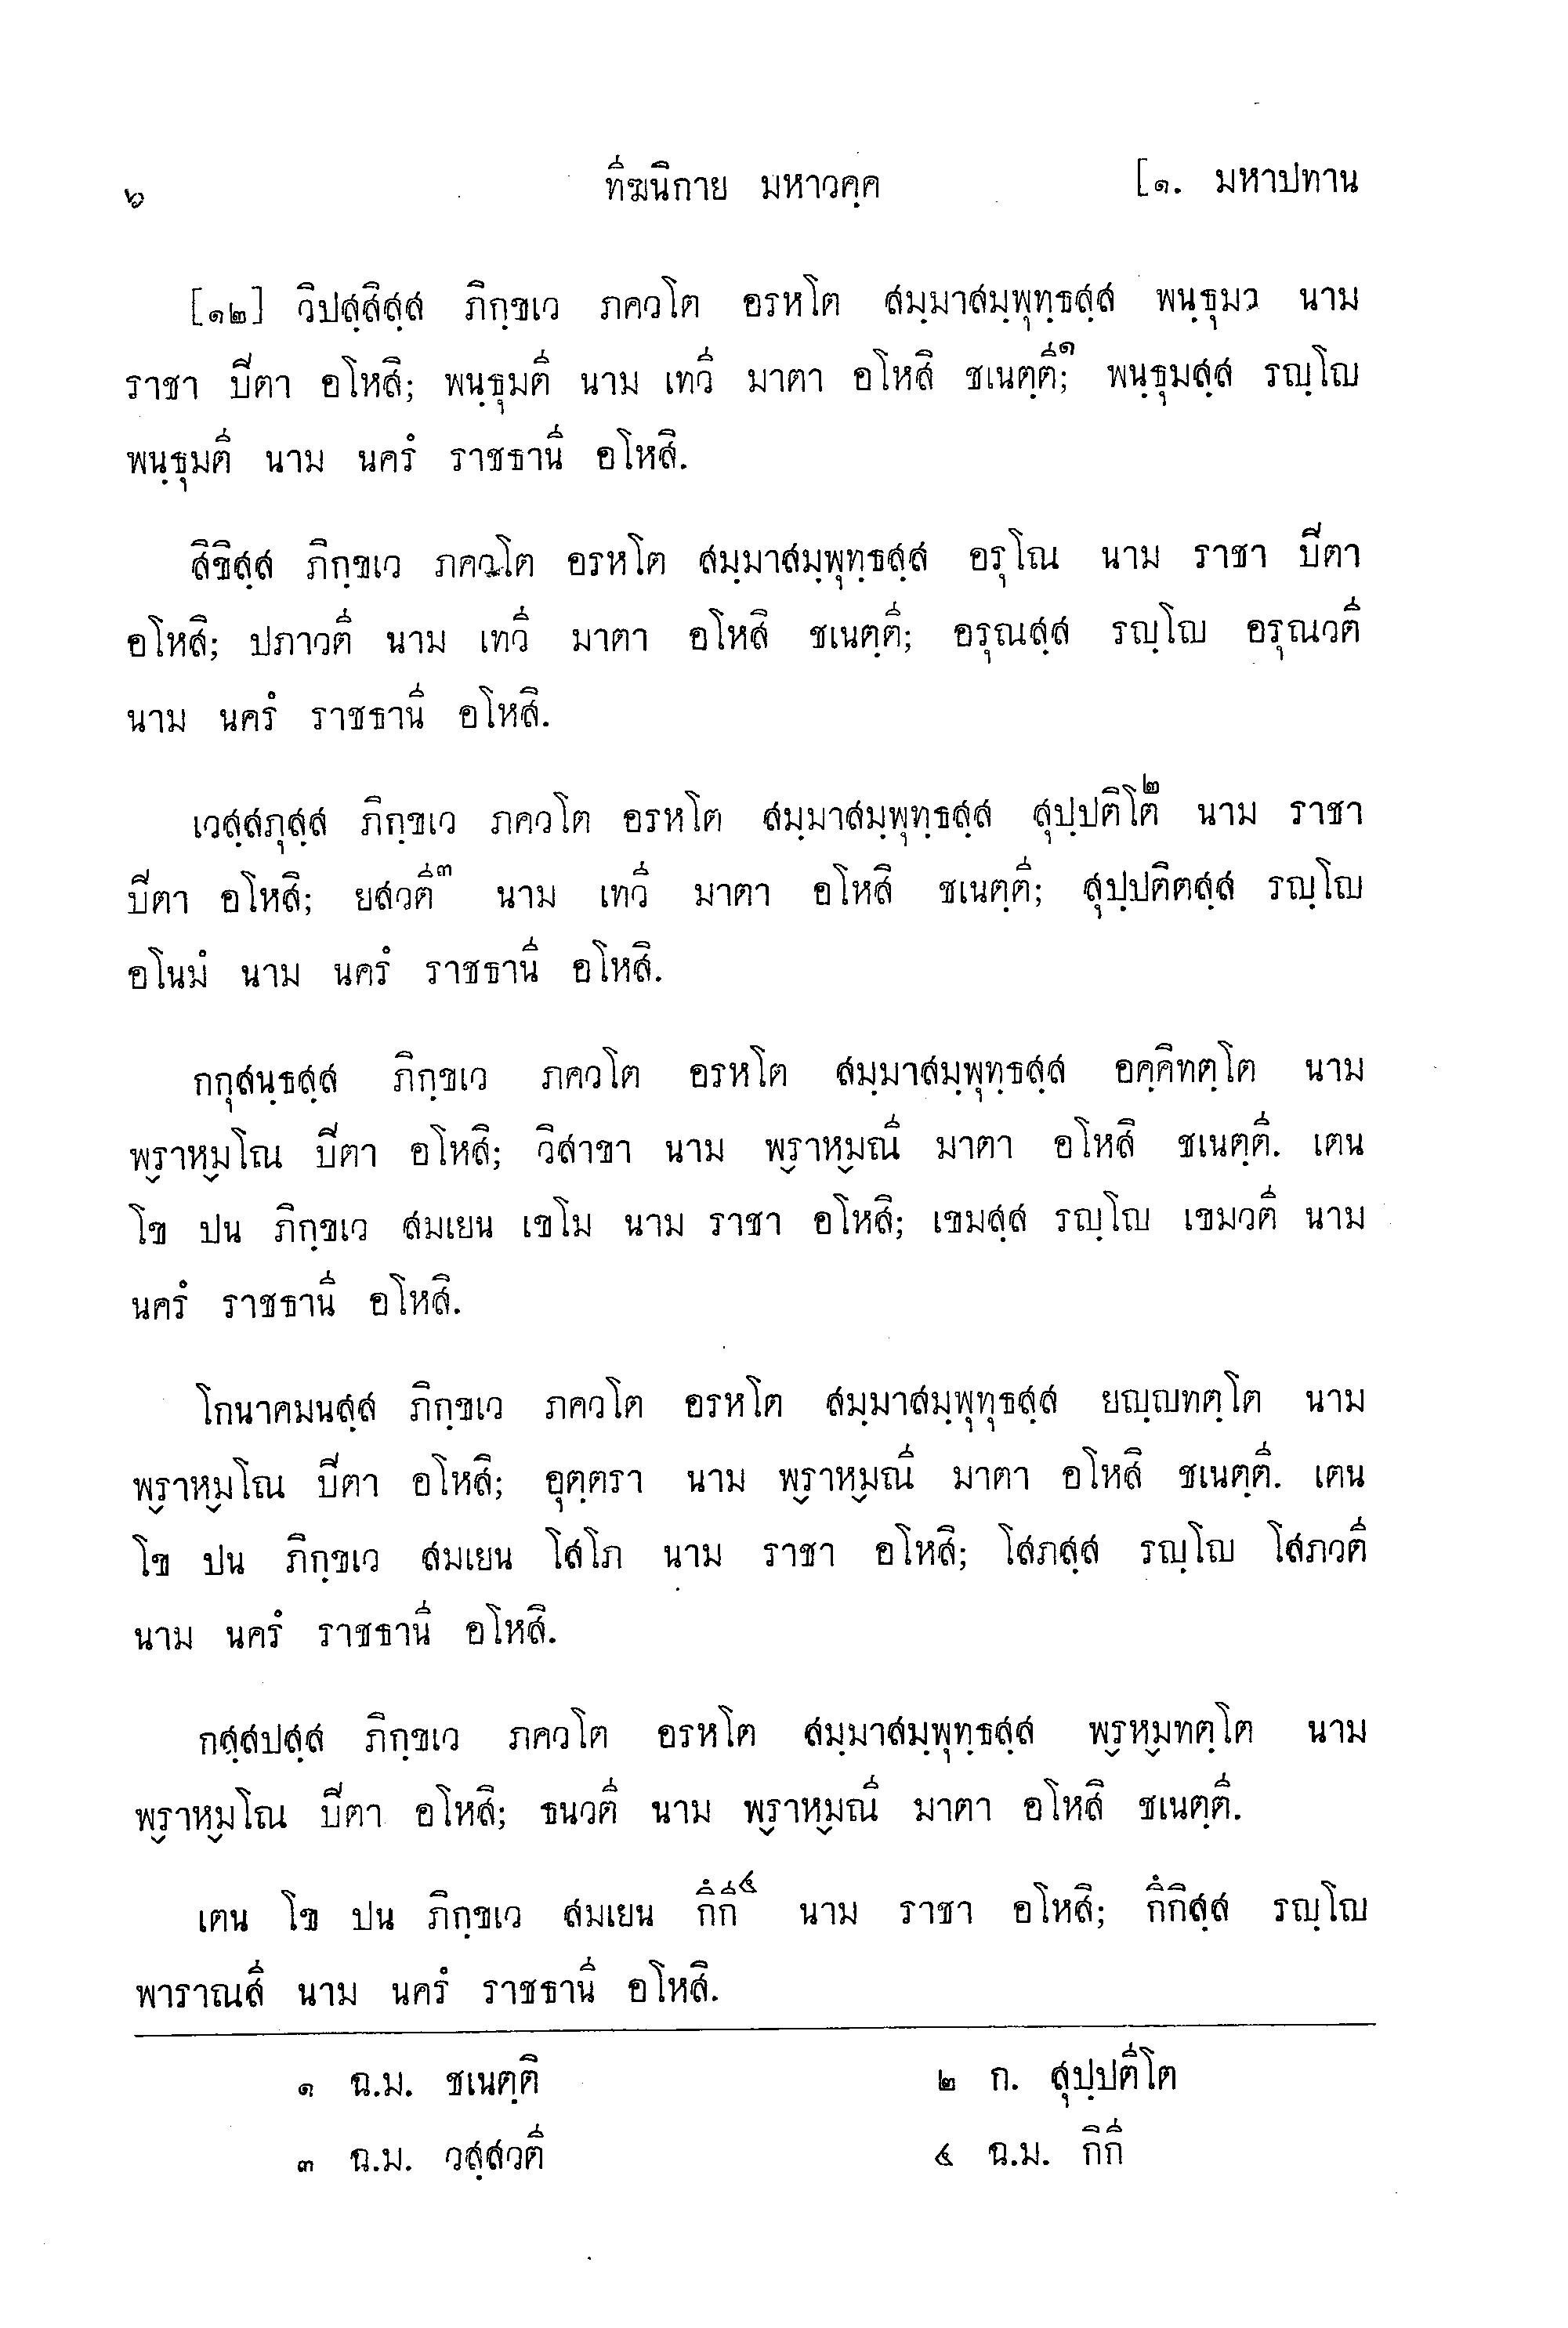 ๖ ทีฆนิกาย มหาวคฺค [๑. มหาปทาน
[๑๒] วิปสฺสิสฺส ภิกฺขเว ภควโต อรหโต สมฺมาสมฺพุทฺธสฺส พนฺธุมา นาม
ราชา ปีตา อโหสิ; พนฺธุมตี นาม เทวี มาตา อโหสิ ชเนตฺตี;๑ พนฺธุมสฺส รญฺโญ
พนฺธุมตี นาม นครํ ราชธานี อโหสิ.
สิขิสฺส ภิกฺขเว ภควโต อรหโต สมฺมาสมฺพุทฺธสฺส อรุโณ นาม ราชา ปีตา
อโหสิ; ปภาวตี นาม เทวี มาตา อโหสิ ชเนตฺตี; อรุณสฺส รญฺโญ อรุณวตี
นาม นครํ ราชธานี อโหสิ.
เวสฺสภุสฺส ภิกฺขเว ภควโต อรหโต สมฺมาสมฺพุทฺธสฺส สุปฺปติโต๒ นาม ราชา
ปีตา อโหสิ; ยสวตี๓ นาม เทวี มาตา อโหสิ ชเนตฺตี; สุปฺปติตสฺส รญฺโญ
อโนมํ นาม นครํ ราชธานี อโหสิ.
กกุสนฺธสฺส ภิกฺขเว ภควโต อรหโต สมฺมาสมฺพุทฺธสฺส อคฺคิทตฺโต นาม
พฺราหฺมโณ ปีตา อโหสิ; วิสาขา นาม พฺราหฺมณี มาตา อโหสิ ชเนตฺตี. เตน
โข ปน ภิกฺขเว สมเยน เขโม นาม ราชา อโหสิ; เขมสฺส รญฺโญ เขมวตี นาม
นครํ ราชธานี อโหสิ.
โกนาคมนสฺส ภิกฺขเว ภควโต อรหโต สมฺมาสมฺพุทุธสฺส ยญฺญทตฺโต นาม
พฺราหฺมโณ ปีตา อโหสิ; อุตฺตรา นาม พฺราหฺมณี มาตา อโหสิ ชเนตฺตี. เตน
โข ปน ภิกฺขเว สมเยน โสโภ นาม ราชา อโหสิ; โสภสฺส รญฺโญ โสภวตี
นาม นครํ ราชธานี อโหสิ.
กสฺสปสฺส ภิกฺขเว ภควโต อรหโต สมฺมาสมฺพุทฺธสฺส พฺรหฺมทตฺโต นาม
พฺราหฺมโณ ปีตา อโหสิ; ธนวตี นาม พฺราหฺมณี มาตา อโหสิ ชเนตฺตี.
เตน โข ปน ภิกฺขเว สมเยน กึกี๔ นาม ราชา อโหสิ; กึกิสฺส รญฺโญ
พาราณสี นาม นครํ ราชธานี อโหสิ.
๑ ฉ.ม. ชเนตฺติ ๒ ก. สุปฺปตีโต
๓ ฉ.ม. วสฺสวตี ๔ ฉ.ม. กิกี